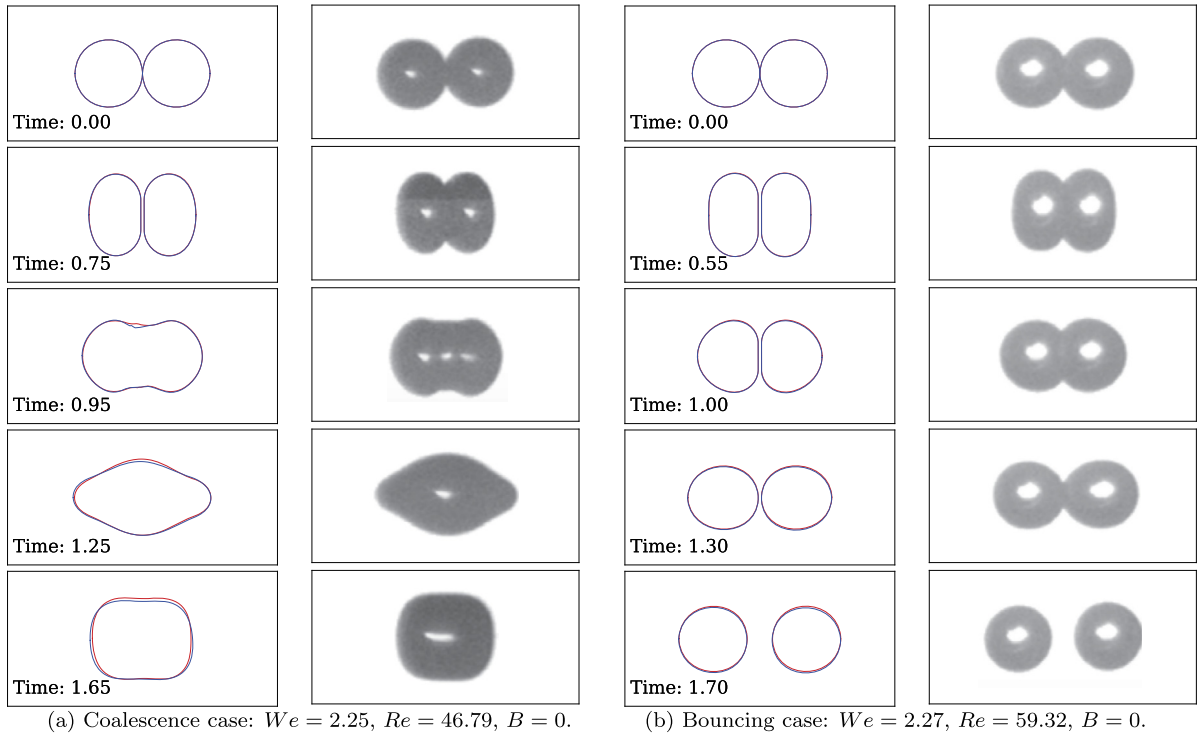 Time: 0.00
Time: 0.75
Time: 0.95
Time: 1.25
Time: 1.65
(a) Coalescence case: We = 2.25, Re = 46.79, B = 0.
Time: 0.00
Time: 0.55
Time: 1.00
Time: 1.30
Time: 1.70
(b) Bouncing case: We = 2.27, Re = 59.32, B = 0.